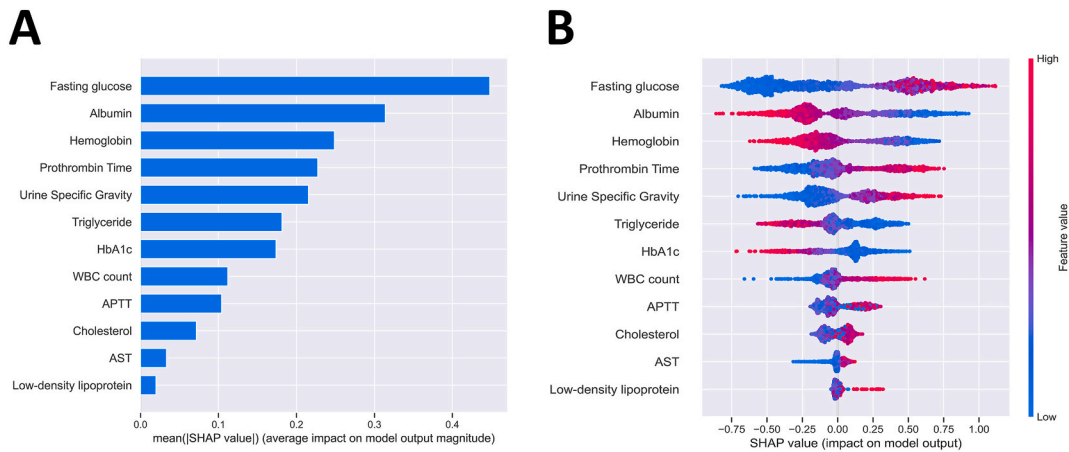 A
Fasting glucose
Albumin
Hemoglobin
Prothrombin Time
Urine Specific Gravity
Triglyceride
HbA1c
WBC count
APTT
Cholesterol
AST
Low-density lipoprotein
0.0 0.1 0.2 0.3 0.4
mean(|SHAP value|) (average impact on model output magnitude)
B
Fasting glucose
Albumin
Hemoglobin
Prothrombin Time
Urine Specific Gravity
Triglyceride
HbA1c
WBC count
APTT
Cholesterol
AST
Low-density lipoprotein
−0.75 −0.50 −0.25 0.00 0.25 0.50 0.75 1.00
SHAP value (impact on model output)
High
Feature value
Low